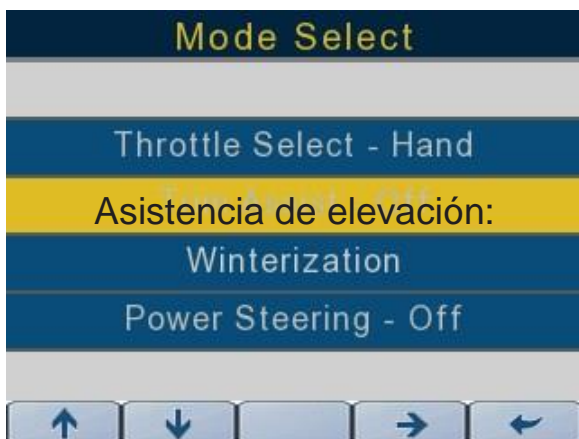 Mode Select
Throttle Select - Hand
Asistencia de elevación:
Winterization
Power Steering - Off